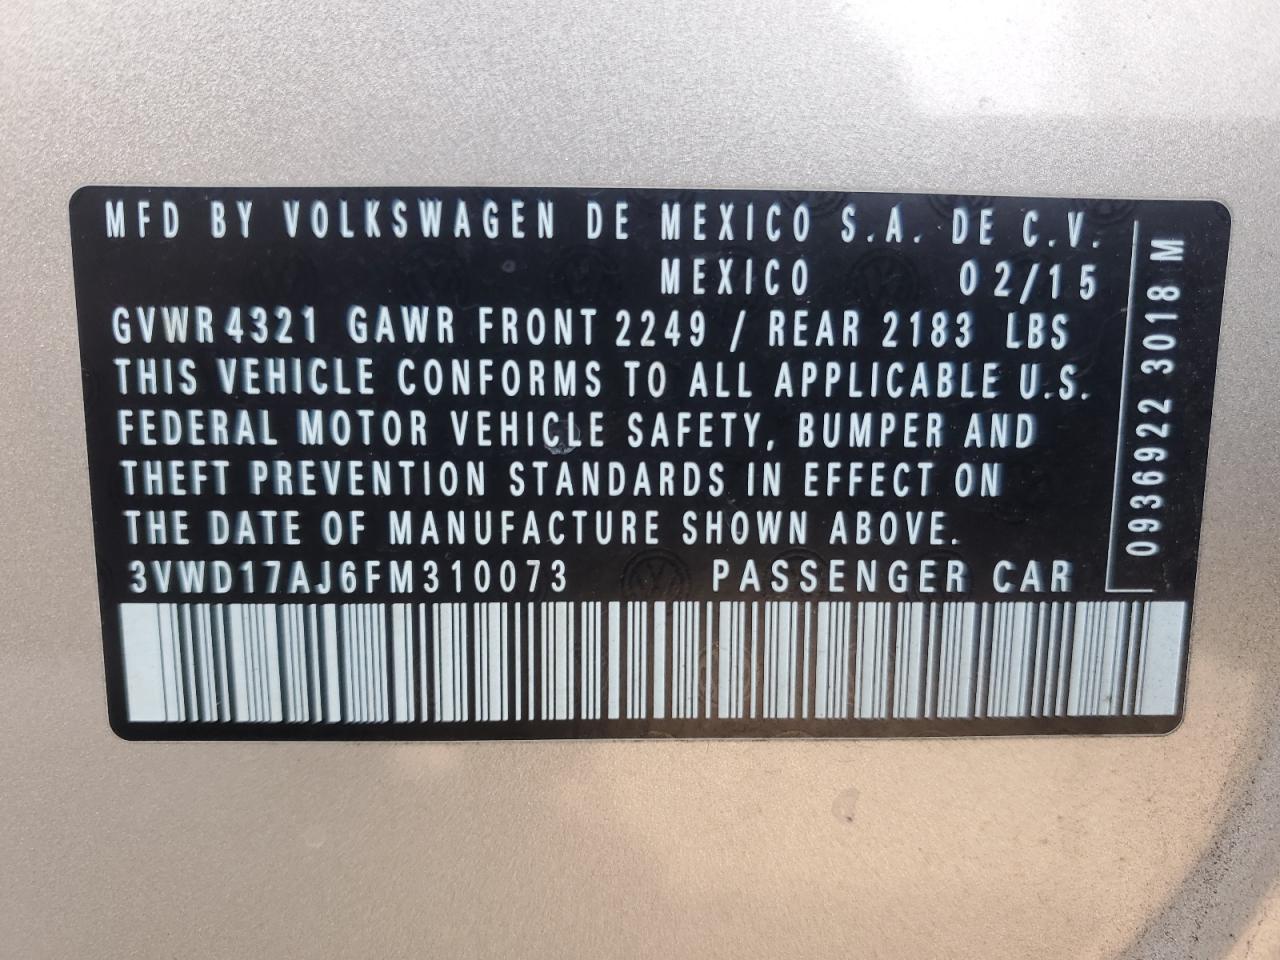 MFD BY VOLKSWAGEN DE MEXICO S.A. DE C.V.
MEXICO 02/15
GVWR 4321 GAWR FRONT 2249 / REAR 2183 LBS
THIS VEHICLE CONFORMS TO ALL APPLICABLE U.S.
FEDERAL MOTOR VEHICLE SAFETY, BUMPER AND
THEFT PREVENTION STANDARDS IN EFFECT ON
THE DATE OF MANUFACTURE SHOWN ABOVE.
3VWD17AJ6FM310073 PASSENGER CAR
0936922 3018 M